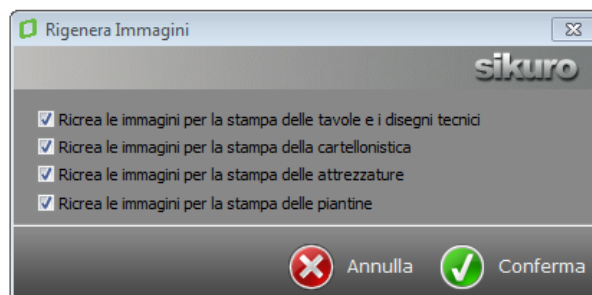 Rigenera Immagini
sikuro
Ricrea le immagini per la stampa delle tavole e i disegni tecnici
Ricrea le immagini per la stampa della cartellonistica
Ricrea le immagini per la stampa delle attrezzature
Ricrea le immagini per la stampa delle piantine
Annulla Conferma